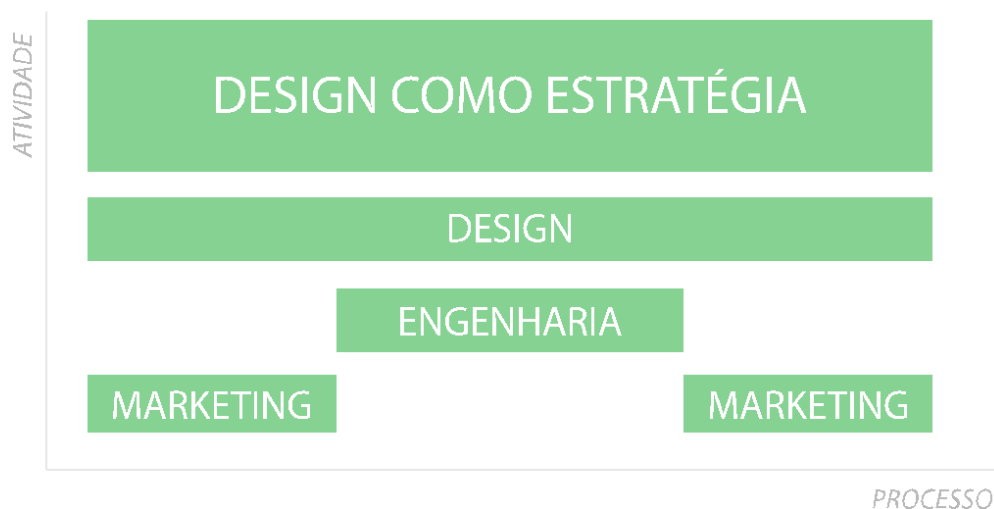 ATIVIDADE
DESIGN COMO ESTRATÉGIA
DESIGN
ENGENHARIA
MARKETING
MARKETING
PROCESSO